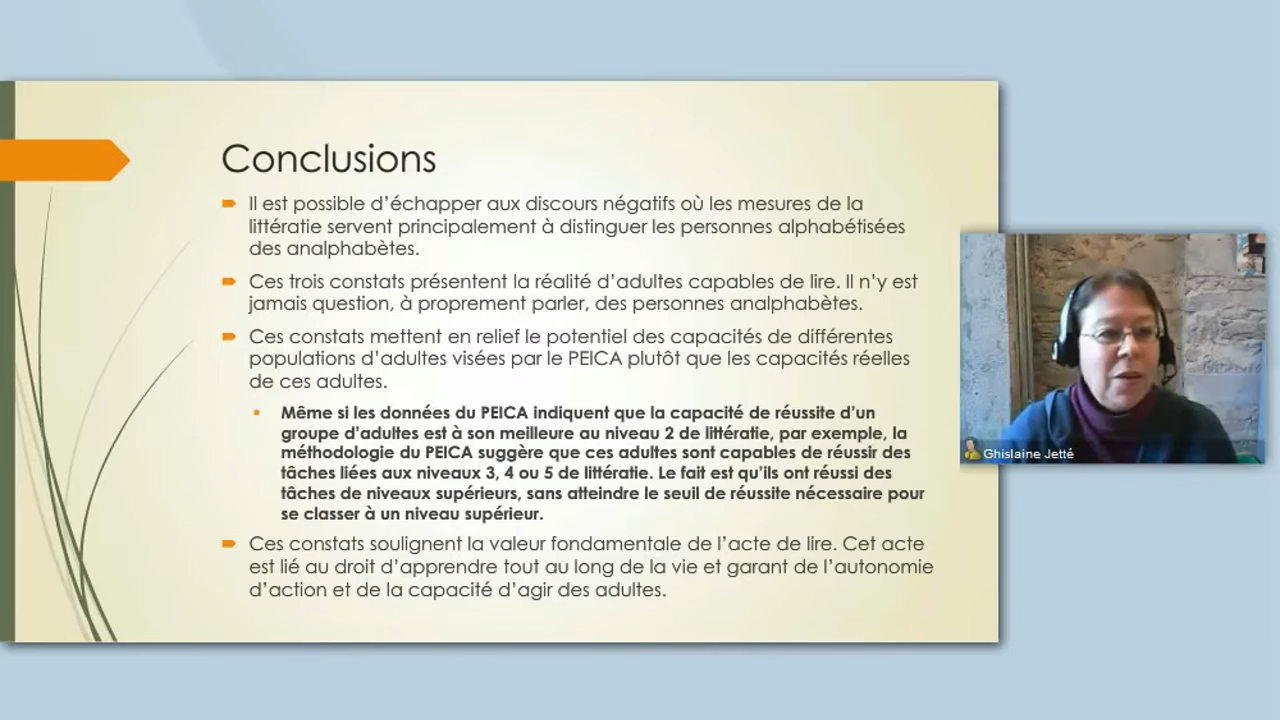 Conclusions
Il est possible d'échapper aux discours négatifs où les mesures de la
littératie servent principalement à distinguer les personnes alphabétisées
des analphabètes.
Ces trois constats présentent la réalité d'adultes capables de lire. Il n'y est
jamais question, à proprement parler, des personnes analphabètes.
Ces constats mettent en relief le potentiel des capacités de différentes
populations d'adultes visées par le PEICA plutôt que les capacités réelles
de ces adultes.
Même si les données du PEICA indiquent que la capacité de réussite d'un
groupe d'adultes est à son meilleure au niveau 2 de littératie, par exemple, la
méthodologie du PEICA suggère que ces adultes sont capables de réussir des
tâches liées aux niveaux 3, 4 ou 5 de littératie. Le fait est qu'ils ont réussi des
tâches de niveaux supérieurs, sans atteindre le seuil de réussite nécessaire pour
se classer à un niveau supérieur.
Ces constats soulignent la valeur fondamentale de l'acte de lire. Cet acte
est lié au droit d'apprendre tout au long de la vie et garant de l'autonomie
d'action et de la capacité d'agir des adultes.
Ghislaine Jetté